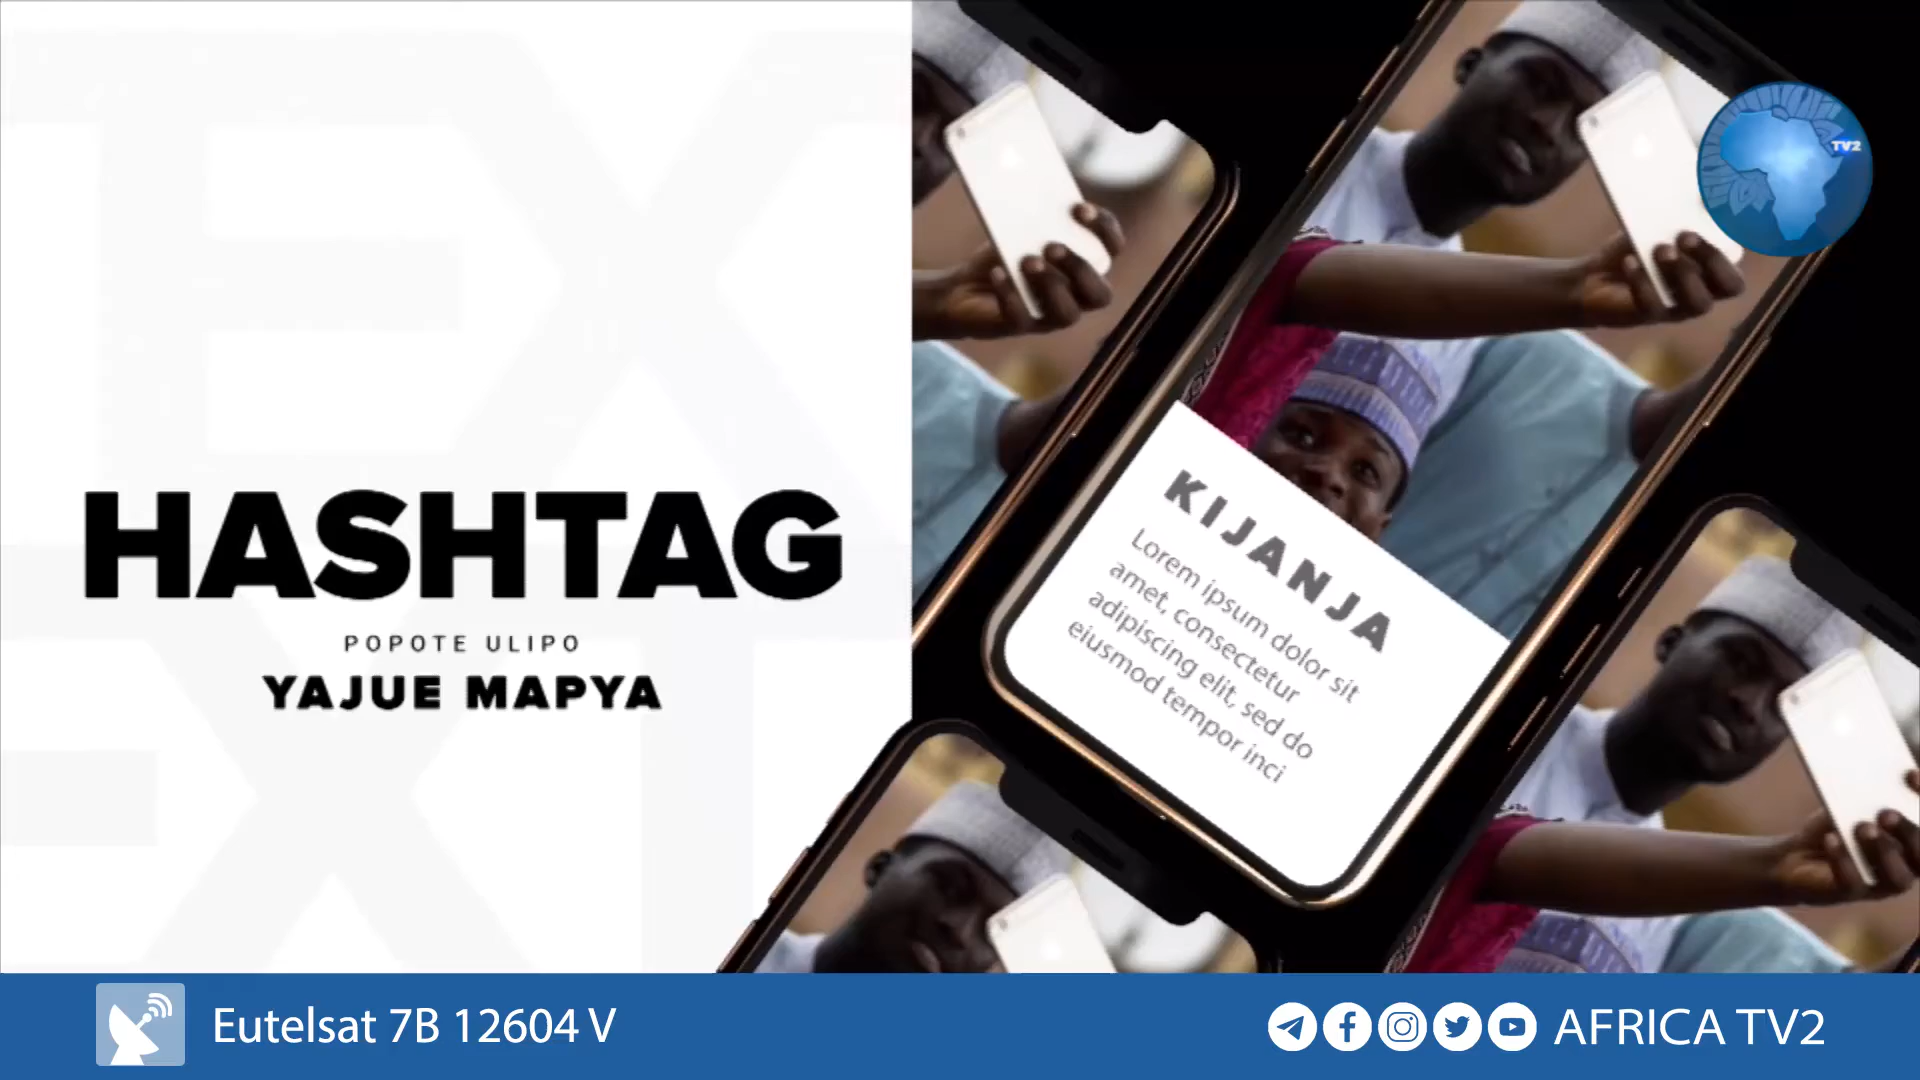 HASHTAG
POPOTE ULIPO
YAJUE MAPYA
TV2
KIJANJA
Lorem ipsum dolor sit
amet, consectetur
adipiscing elit, sed do
eiusmod tempor inci
Eutelsat 7B 12604 V
AFRICA TV2